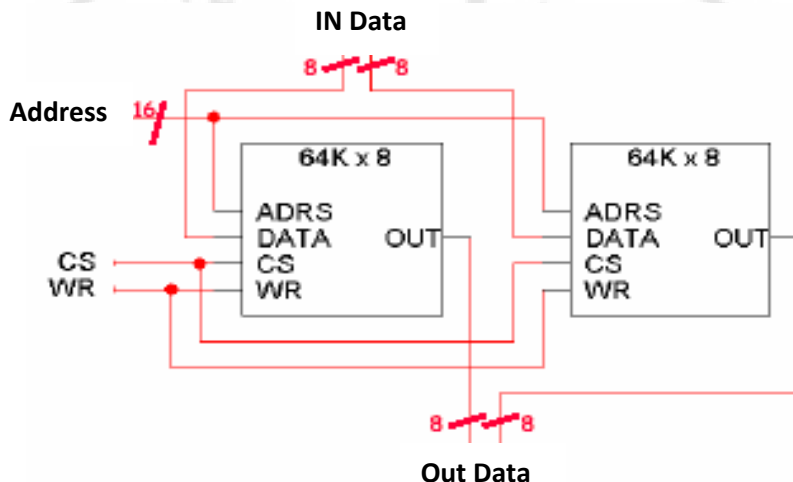 IN Data
8 8
Address 16
64K x 8 64K x 8
ADRS ADRS
DATA OUT DATA OUT
CS CS CS
WR WR WR
8 8
Out Data